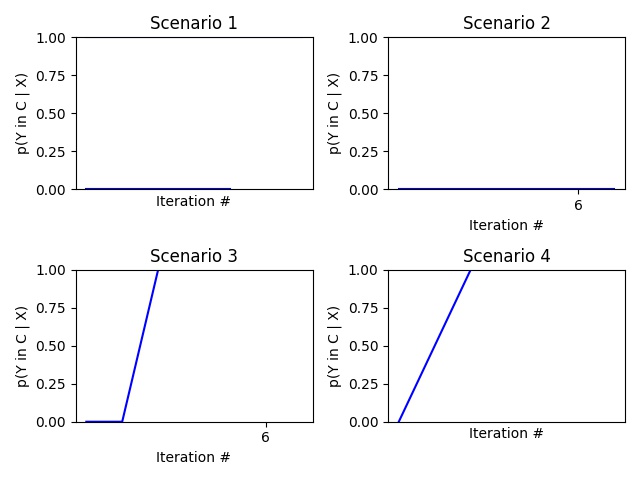 Scenario 1
1.00
0.75
0.50
0.25
0.00
p(Y in C | X)
Iteration #
Scenario 2
1.00
0.75
0.50
0.25
0.00
p(Y in C | X)
6
Iteration #
Scenario 3
1.00
0.75
0.50
0.25
0.00
p(Y in C | X)
6
Iteration #
Scenario 4
1.00
0.75
0.50
0.25
0.00
p(Y in C | X)
Iteration #